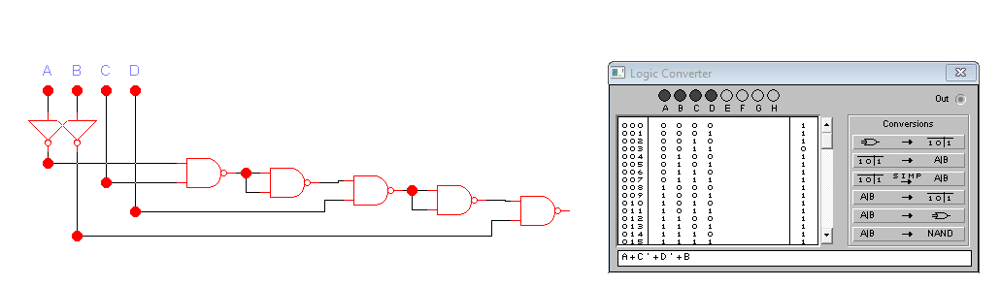 A B C D
Logic Converter
A B C D E F G H
Out
000 0 0 0 0 1
001 0 0 0 1 1
002 0 0 1 0 1
003 0 0 1 1 0
004 0 1 0 0 1
005 0 1 0 1 1
006 0 1 1 0 1
007 0 1 1 1 1
008 1 0 0 0 1
009 1 0 0 1 1
010 1 0 1 0 1
011 1 0 1 1 1
012 1 1 0 0 1
013 1 1 0 1 1
014 1 1 1 0 1
015 1 1 1 1 1
Conversions
→ 1 0|1
1 0|1 → A|B
1 0|1 SIMP → A|B
A|B → 1 0|1
A|B →
A|B → NAND
A+C'+D'+B